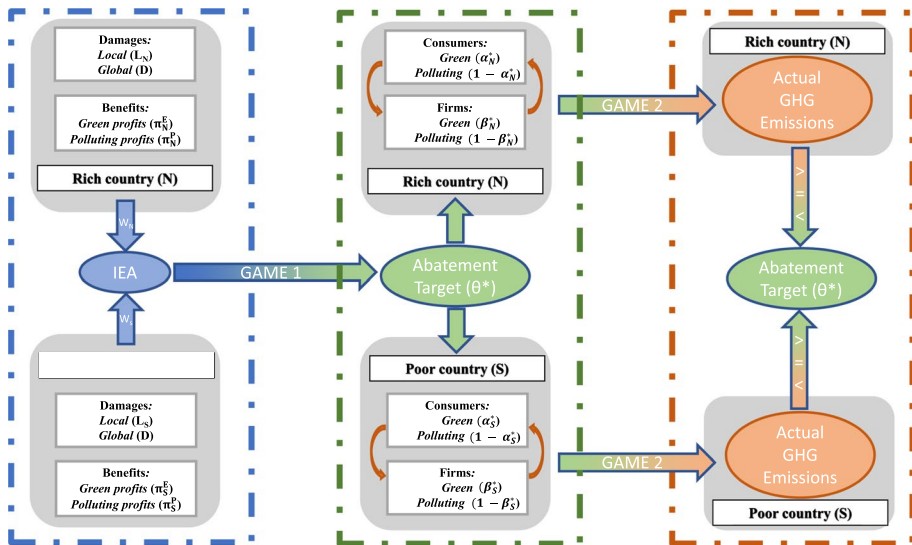 Damages:
Local (L_N)
Global (D)
Benefits:
Green profits (π_N^E)
Polluting profits (π_N^P)
Rich country (N)
W_N
IEA
W_s
Damages:
Local (L_S)
Global (D)
Benefits:
Green profits (π_S^E)
Polluting profits (π_S^P)
GAME 1
Consumers:
Green (α_N^*)
Polluting (1 − α_N^*)
Firms:
Green (β_N^*)
Polluting (1 − β_N^*)
Rich country (N)
Abatement
Target (θ*)
Poor country (S)
Consumers:
Green (α_S^*)
Polluting (1 − α_S^*)
Firms:
Green (β_S^*)
Polluting (1 − β_S^*)
GAME 2
GAME 2
Rich country (N)
Actual
GHG
Emissions
< = >
Abatement
Target (θ*)
< = >
Actual
GHG
Emissions
Poor country (S)